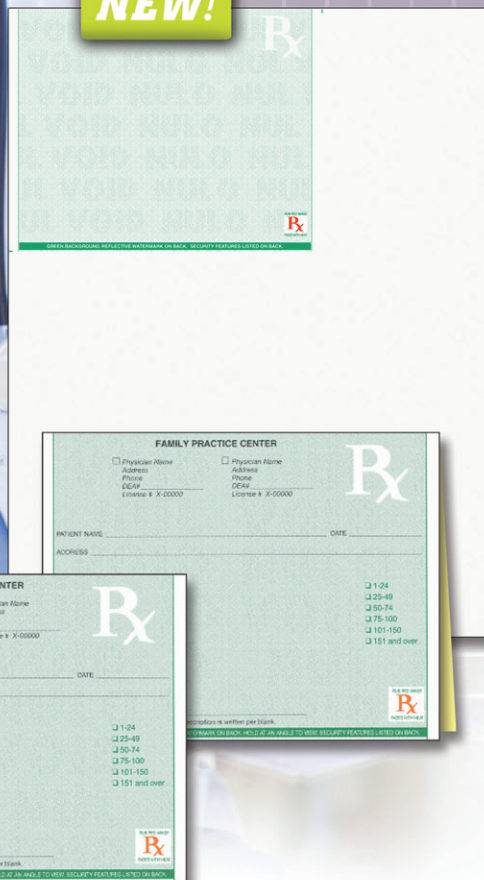 NEW!
VOID NULO NUL
Rx
VOID NULO NUL
VOID NULO NUL
VOID NULO NUL
VOID NULO NUL
VOID NULO
Rx
GREEN BACKGROUND. REFLECTIVE WATERMARK ON BACK. SECURITY FEATURES LISTED ON BACK.
FAMILY PRACTICE CENTER
Rx
☐ Physician Name ☐ Physician Name
Address Address
Phone Phone
DEA# DEA#
License # X-00000 License # X-00000
PATIENT NAME DATE
ADDRESS
❑ 1-24
❑ 25-49
❑ 50-74
❑ 75-100
❑ 101-150
❑ 151 and over
Rx
is written per blank.
ON BACK. HOLD AT AN ANGLE TO VIEW. SECURITY FEATURES LISTED ON BACK.
NTER
Rx
an Name
# X-00000
DATE
❑ 1-24
❑ 25-49
❑ 50-74
❑ 75-100
❑ 101-150
❑ 151 and over
Rx
er blank.
AT AN ANGLE TO VIEW. SECURITY FEATURES LISTED ON BACK.